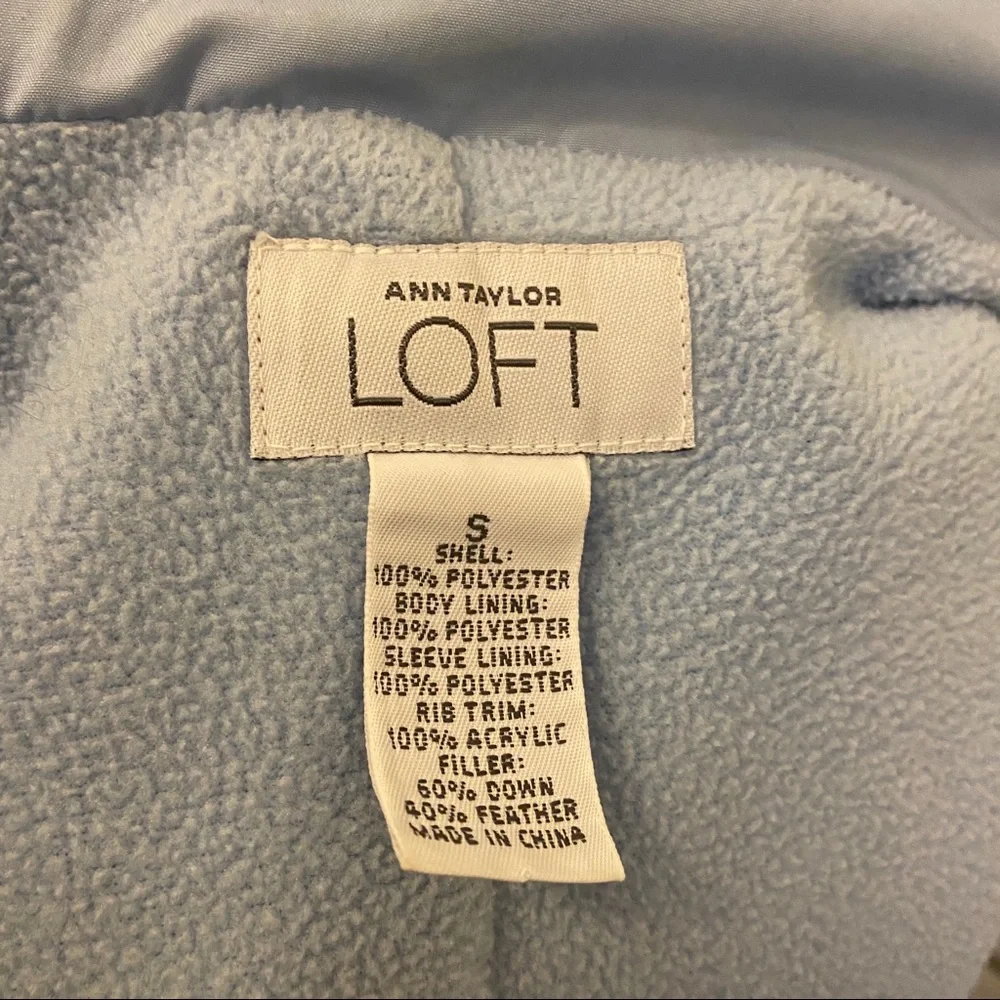 ANN TAYLOR
LOFT
S
SHELL:
100% POLYESTER
BODY LINING:
100% POLYESTER
SLEEVE LINING:
100% POLYESTER
RIB TRIM:
100% ACRYLIC
FILLER:
60% DOWN
40% FEATHER
MADE IN CHINA